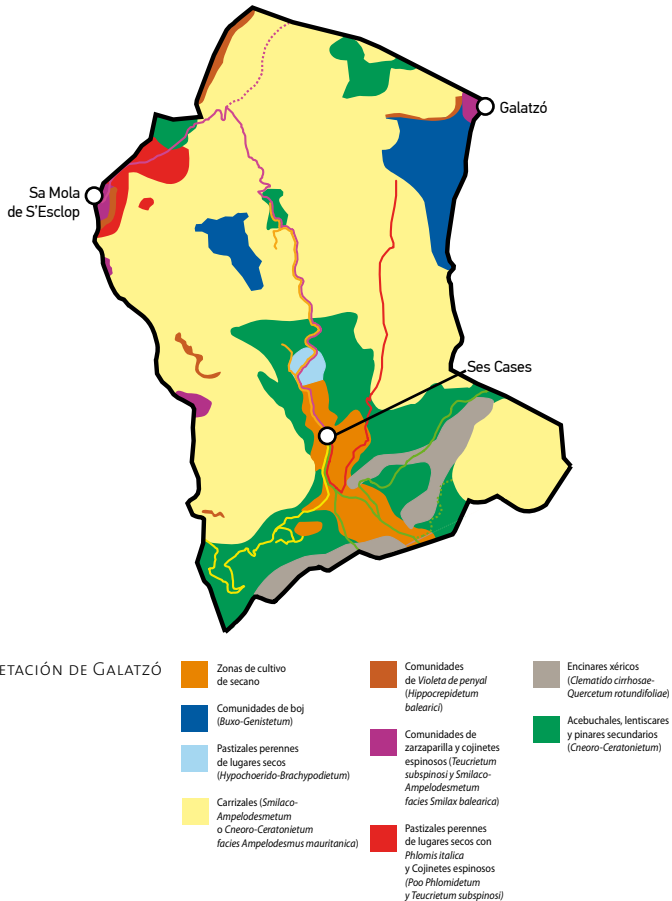 Galatzó
Sa Mola
de S'Esclop
Ses Cases
ETACIÓN DE GALATZÓ
Zonas de cultivo
de secano
Comunidades de boj
(Buxo-Genistetum)
Pastizales perennes
de lugares secos
(Hypochoerido-Brachypodietum)
Carrizales (Smilaco-
Ampelodesmetum
o Cneoro-Ceratonietum
facies Ampelodesmus mauritanica)
Comunidades
de Violeta de penyal
(Hippocrepidetum
balearici)
Comunidades de
zarzaparilla y cojinetes
espinosos (Teucrietum
subspinosi y Smilaco-
Ampelodesmetum
facies Smilax balearica)
Pastizales perennes
de lugares secos con
Phlomis italica
y Cojinetes espinosos
(Poo Phlomidetum
y Teucrietum subspinosi)
Encinares xéricos
(Clematido cirrhosae-
Quercetum rotundifoliae)
Acebuchales, lentiscares
y pinares secundarios
(Cneoro-Ceratonietum)